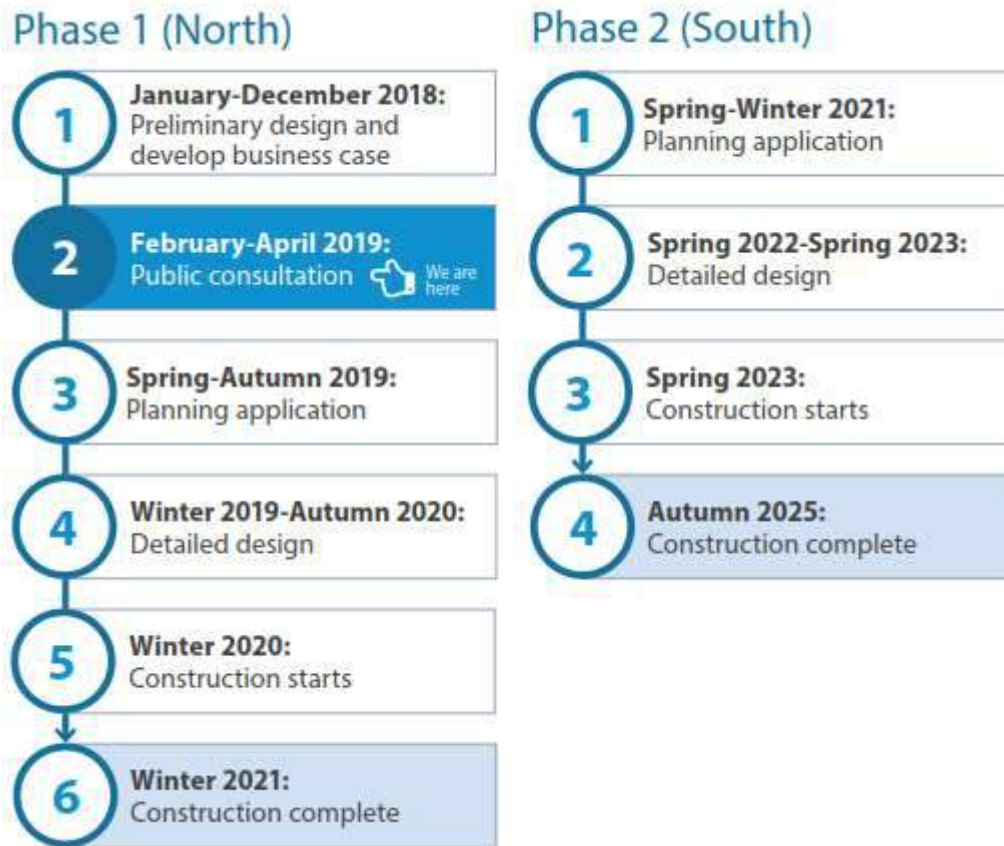 Phase 1 (North)
1
January-December 2018:
Preliminary design and
develop business case
2
February-April 2019:
Public consultation
We are
here
3
Spring-Autumn 2019:
Planning application
4
Winter 2019-Autumn 2020:
Detailed design
5
Winter 2020:
Construction starts
6
Winter 2021:
Construction complete
Phase 2 (South)
1
Spring-Winter 2021:
Planning application
2
Spring 2022-Spring 2023:
Detailed design
3
Spring 2023:
Construction starts
4
Autumn 2025:
Construction complete